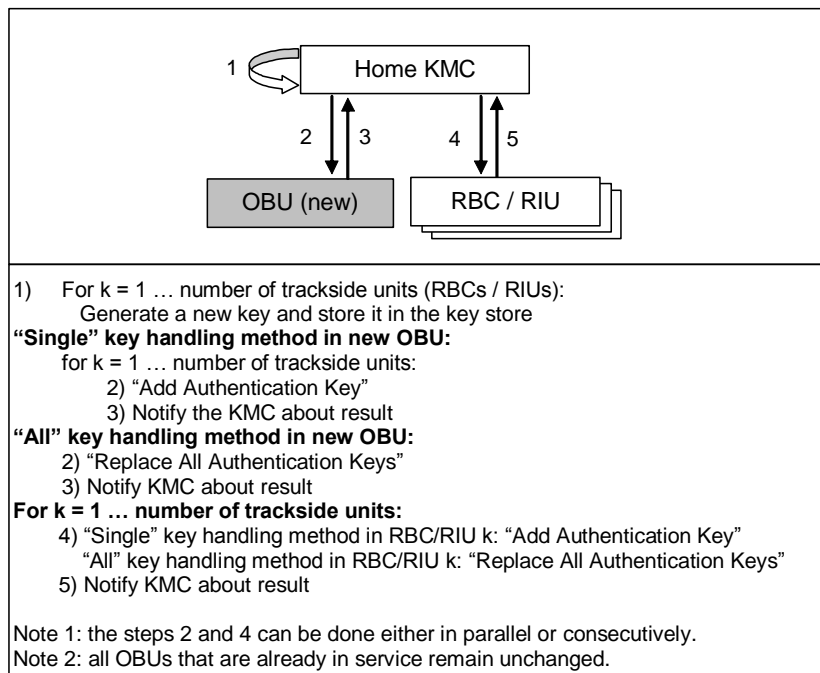 Home KMC
1
2
3
4
5
OBU (new)
RBC / RIU
1) For k = 1 … number of trackside units (RBCs / RIUs):
Generate a new key and store it in the key store
“Single” key handling method in new OBU:
for k = 1 … number of trackside units:
2) “Add Authentication Key”
3) Notify the KMC about result
“All” key handling method in new OBU:
2) “Replace All Authentication Keys”
3) Notify KMC about result
For k = 1 … number of trackside units:
4) “Single” key handling method in RBC/RIU k: “Add Authentication Key”
“All” key handling method in RBC/RIU k: “Replace All Authentication Keys”
5) Notify KMC about result
Note 1: the steps 2 and 4 can be done either in parallel or consecutively.
Note 2: all OBUs that are already in service remain unchanged.